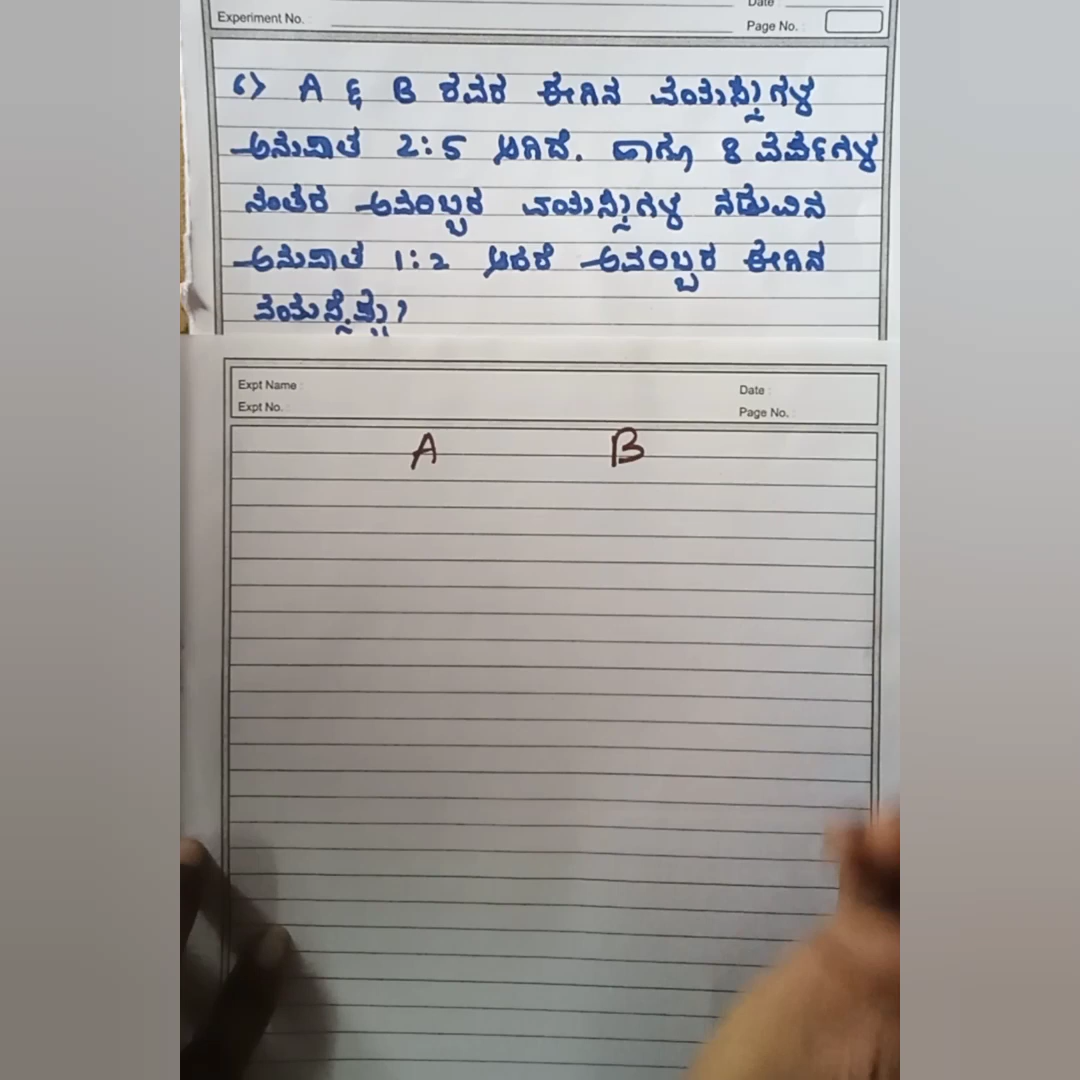 Date
Experiment No.
Page No.
6) A & B ರವರ ಈಗಿನ ವಯಸ್ಸುಗಳ
ಅನುಪಾತ 2:5 ಆಗಿದೆ. ಹಾಗೂ 8 ವರ್ಷಗಳ
ನಂತರ ಅವರಿಬ್ಬರ ವಯಸ್ಸುಗಳ ನಡುವಿನ
ಅನುಪಾತ 1:2 ಆದರೆ ಅವರಿಬ್ಬರ ಈಗಿನ
ವಯಸ್ಸೆಷ್ಟು?
Expt Name
Date
Expt No.
Page No.
A B